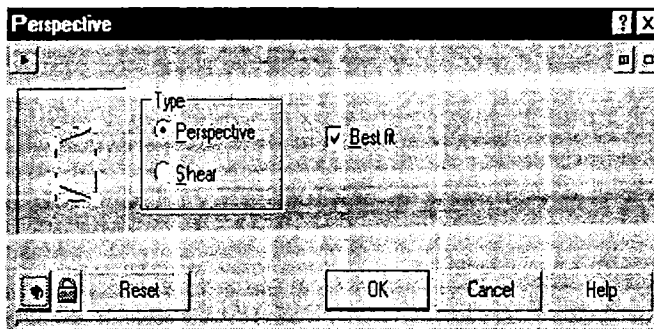 Perspective
Type
Perspective
Best fit
Shear
Reset OK Cancel Help